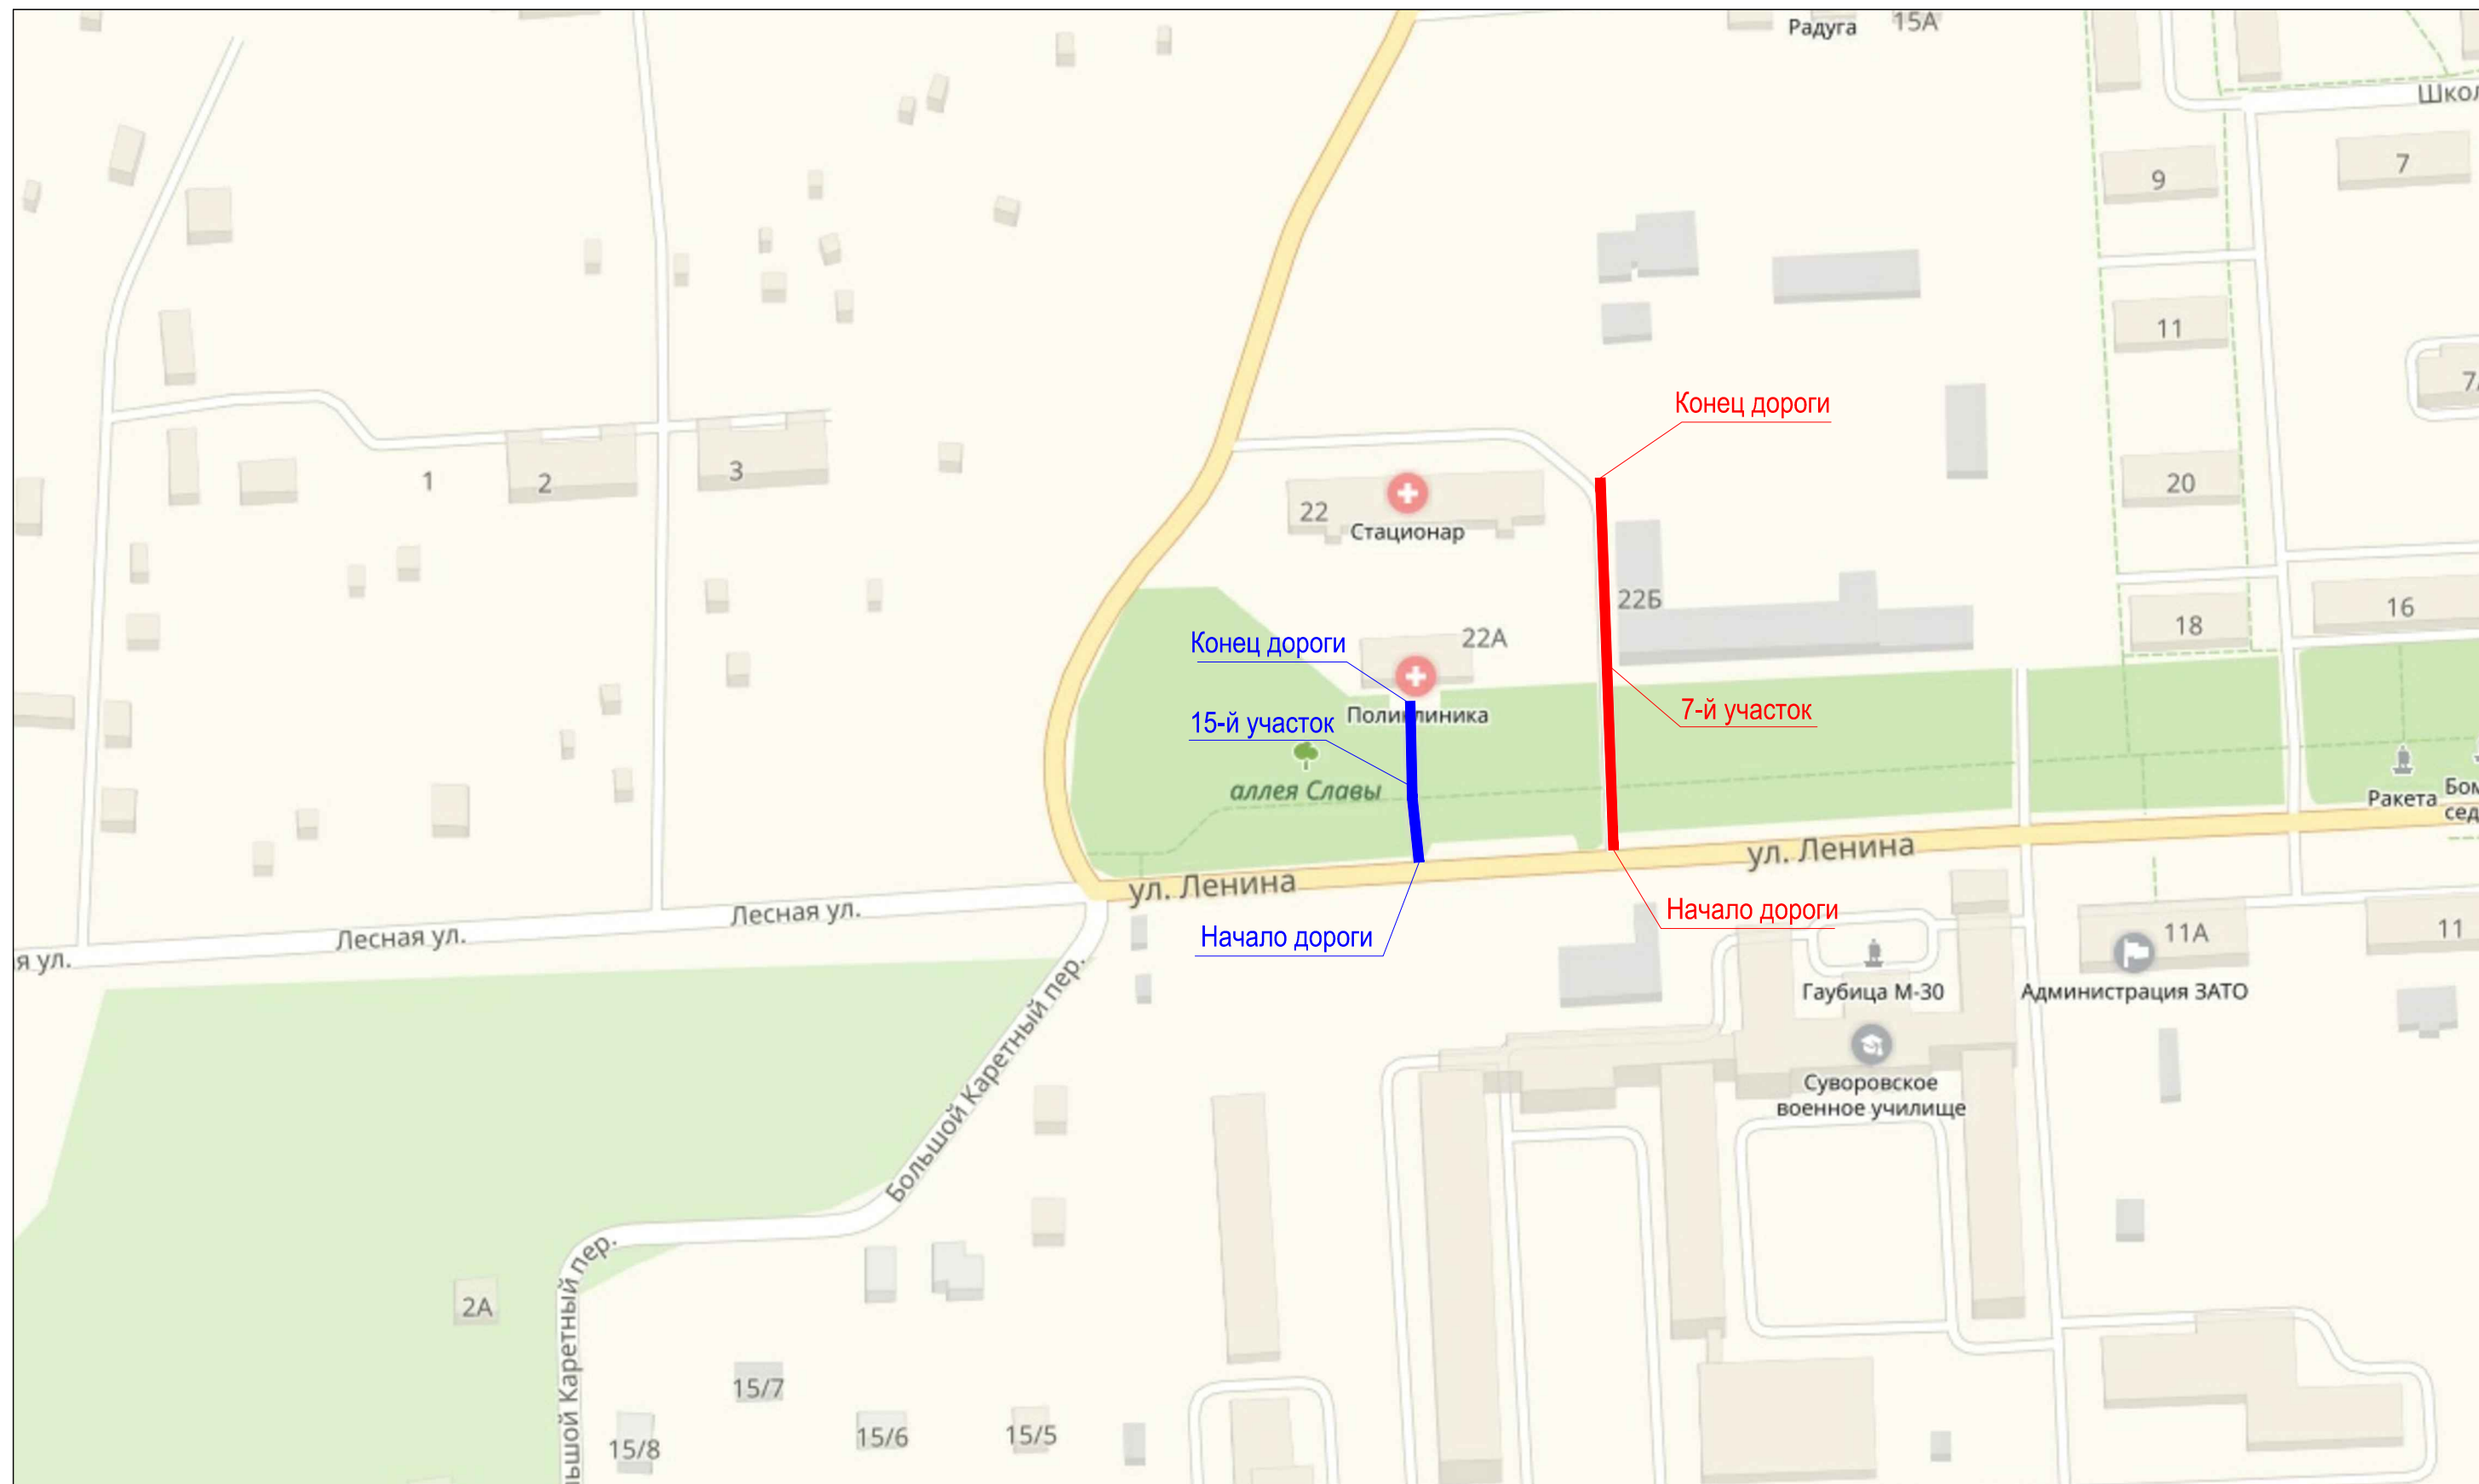 Радуга
15А
Школ
9
7
11
7
Конец дороги
1
2
3
22
Стационар
20
22Б
22А
18
16
Конец дороги
15-й участок
Поликлиника
7-й участок
аллея Славы
Ракета
Бом
сед
ул. Ленина
ул. Ленина
Лесная ул.
Лесная ул.
я ул.
Начало дороги
Начало дороги
11А
11
Гаубица М-30
Администрация ЗАТО
Большой Каретный пер.
Суворовское
военное училище
2А
ьшой Каретный пер.
15/7
15/8
15/6
15/5